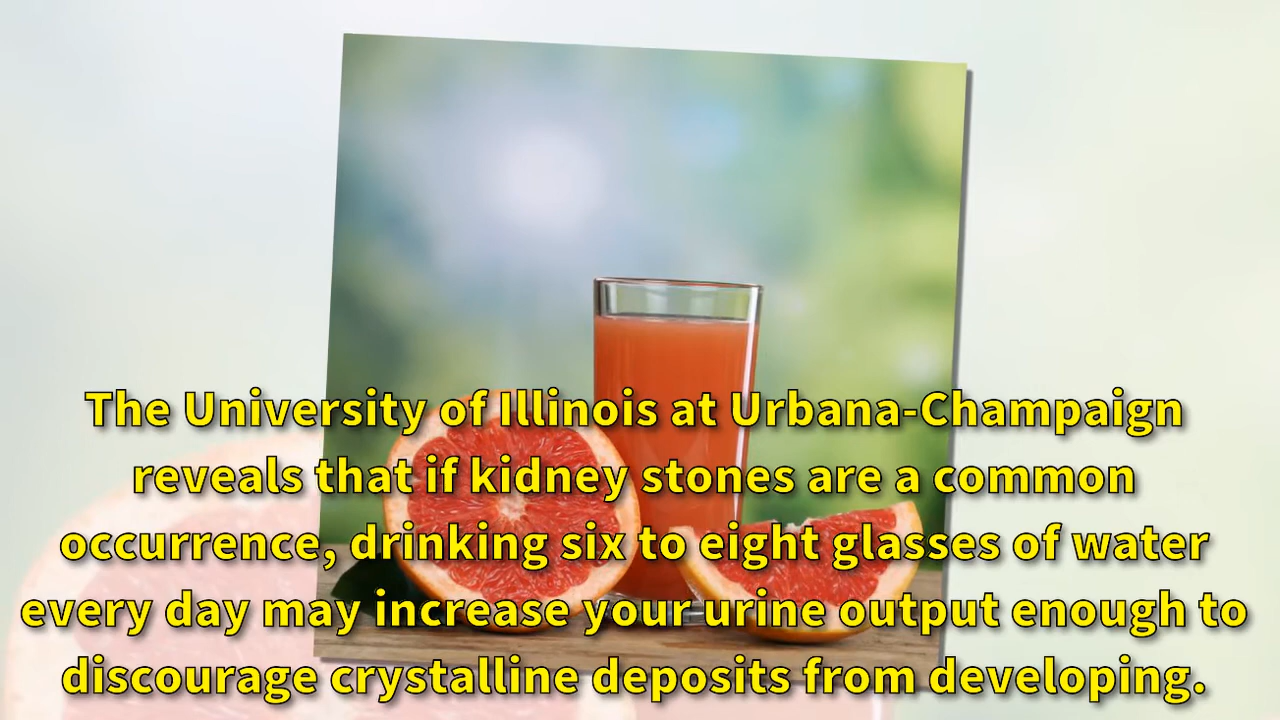 The University of Illinois at Urbana-Champaign
reveals that if kidney stones are a common
occurrence, drinking six to eight glasses of water
every day may increase your urine output enough to
discourage crystalline deposits from developing.